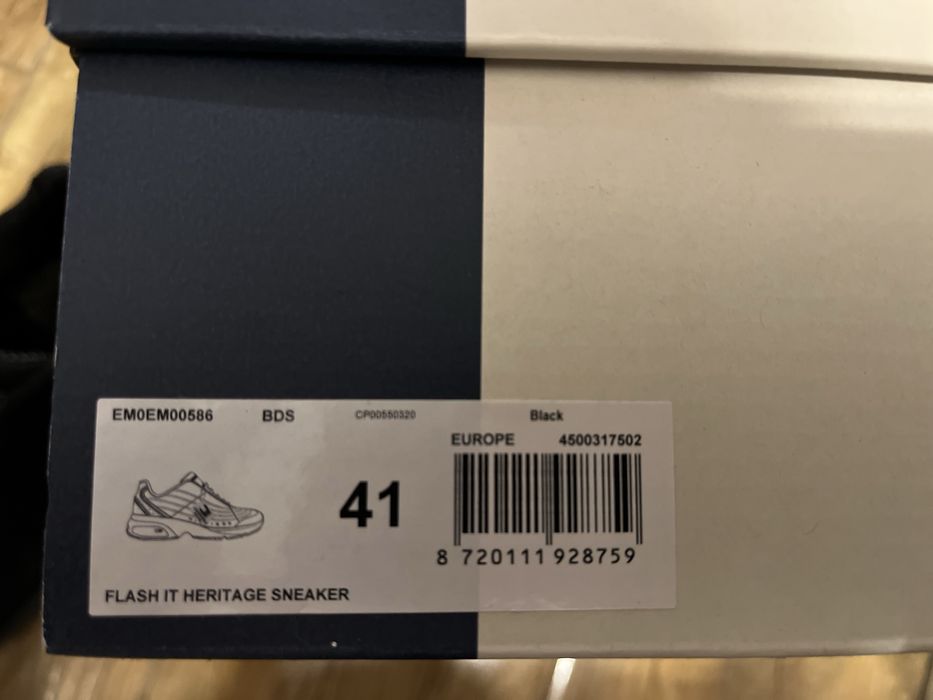 EM0EM00586 BDS CP00550320 Black
EUROPE 4500317502
41
8 720111 928759
FLASH IT HERITAGE SNEAKER